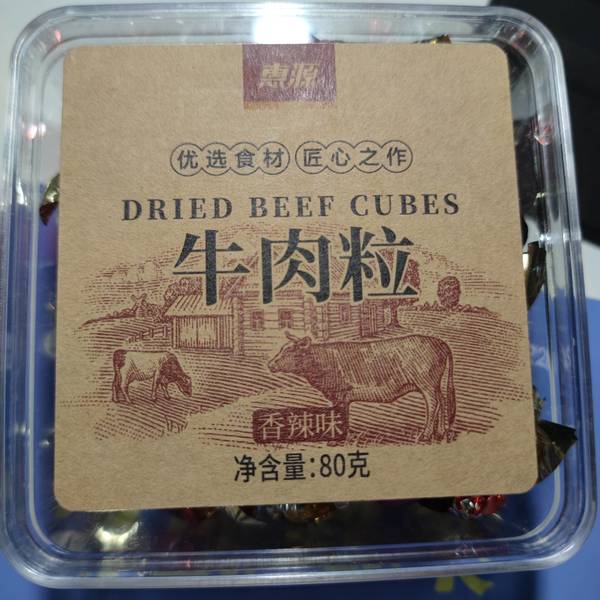 惠源
优选食材 匠心之作
DRIED BEEF CUBES
牛肉粒
香辣味
净含量:80克